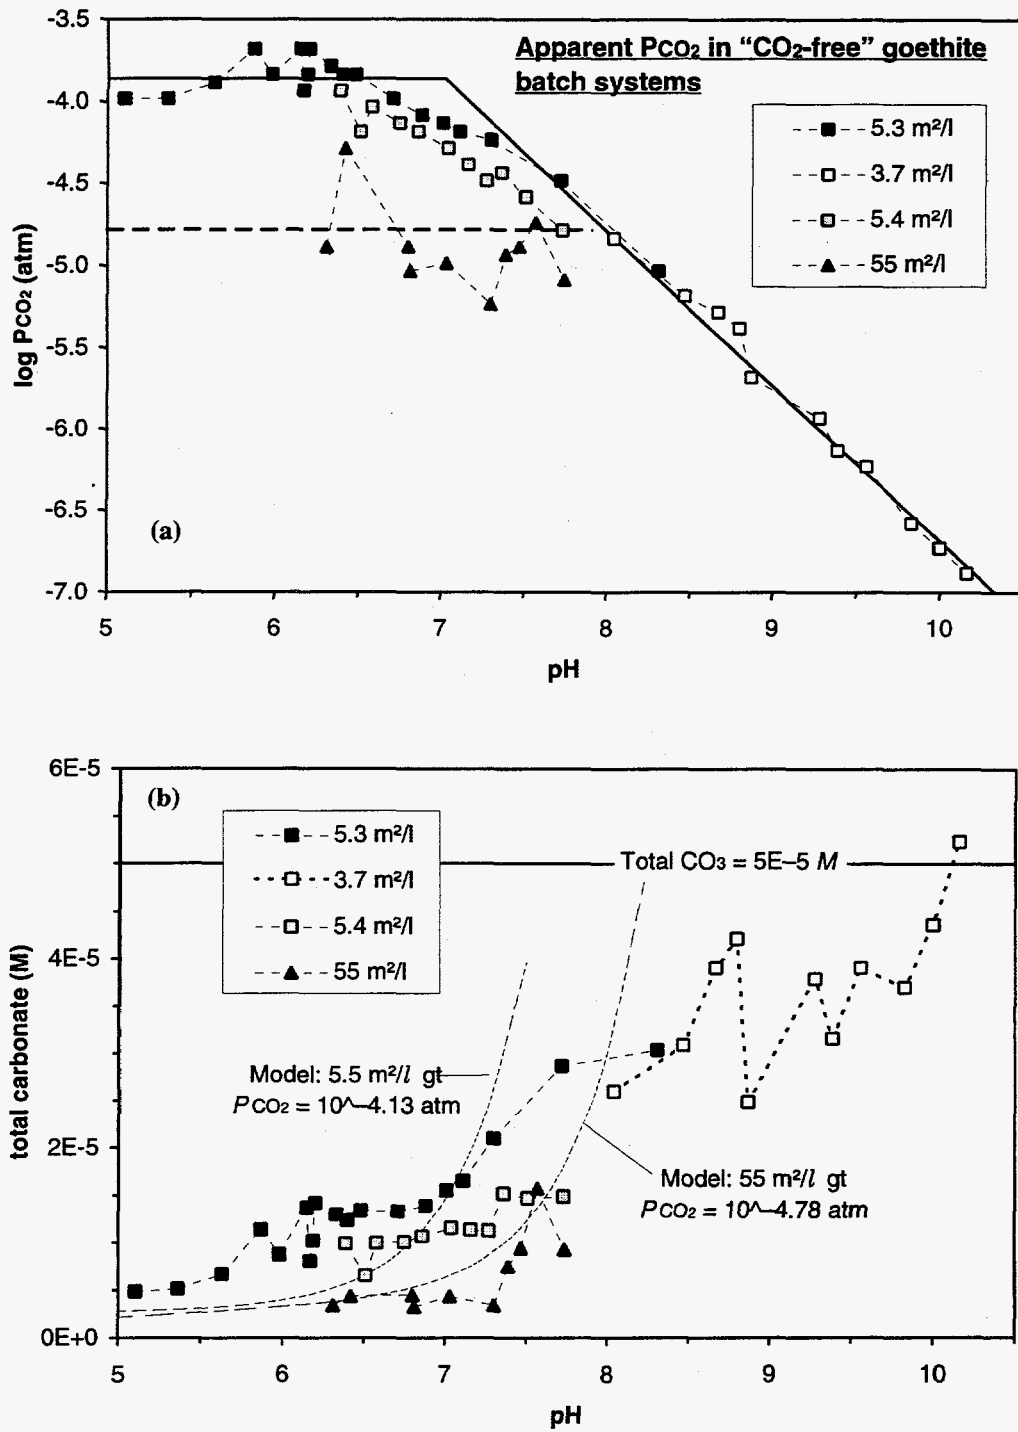 Apparent PCO₂ in “CO₂-free” goethite
batch systems
5.3 m²/l
3.7 m²/l
5.4 m²/l
55 m²/l
log PCO₂ (atm)
-3.5
-4.0
-4.5
-5.0
-5.5
-6.0
-6.5
-7.0
(a)
5 6 7 8 9 10
pH
(b)
5.3 m²/l
3.7 m²/l
5.4 m²/l
55 m²/l
Total CO₃ = 5E–5 M
Model: 5.5 m²/l gt
PCO₂ = 10^–4.13 atm
Model: 55 m²/l gt
PCO₂ = 10^–4.78 atm
total carbonate (M)
6E-5
4E-5
2E-5
0E+0
5 6 7 8 9 10
pH